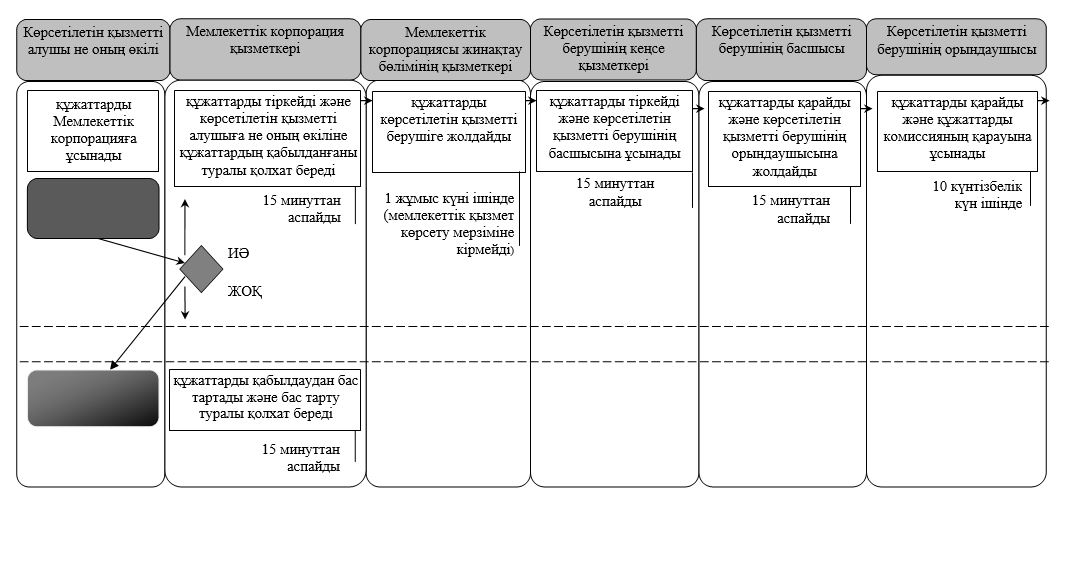 Көрсетілетін қызметті
алушы не оның өкілі
Мемлекеттік корпорация
қызметкері
Мемлекеттік
корпорациясы жинақтау
бөлімінің қызметкері
Көрсетілетін қызметті
берушінің кеңсе
қызметкері
Көрсетілетін қызметті
берушінің басшысы
Көрсетілетін қызметті
берушінің орындаушысы
құжаттарды
Мемлекеттік
корпорацияға
ұсынады
құжаттарды тіркейді және
көрсетілетін қызметті
алушыға не оның өкіліне
құжаттардың қабылданғаны
туралы қолхат береді
құжаттарды
көрсетілетін қызметті
берушіге жолдайды
құжаттарды тіркейді
және көрсетілетін
қызметті берушінің
басшысына ұсынады
құжаттарды қарайды
және көрсетілетін
қызметті берушінің
орындаушысына
жолдайды
құжаттарды қарайды
және құжаттарды
комиссияның қарауына
ұсынады
15 минуттан
аспайды
1 жұмыс күні ішінде
(мемлекеттік қызмет
көрсету мерзіміне
кірмейді)
15 минуттан
аспайды
15 минуттан
аспайды
10 күнтізбелік
күн ішінде
ИӘ
ЖОҚ
құжаттарды қабылдаудан бас
тартады және бас тарту
туралы қолхат береді
15 минуттан
аспайды